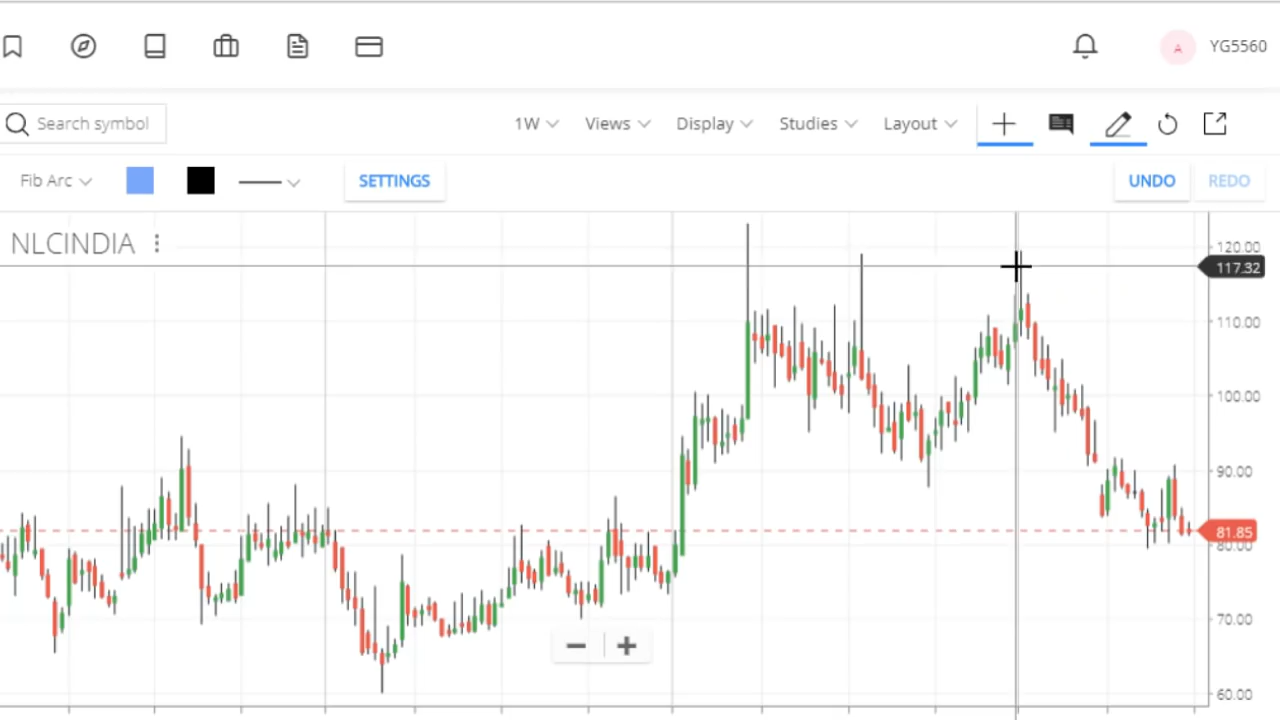 A YG5560
Search symbol 1W Views Display Studies Layout
Fib Arc SETTINGS UNDO REDO
NLCINDIA
120.00
117.32
110.00
100.00
90.00
81.85
80.00
70.00
60.00